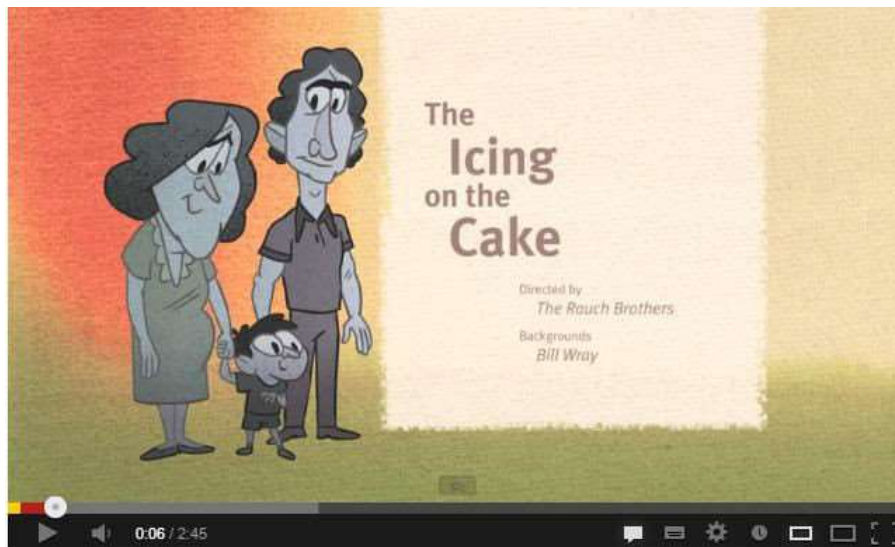 The
Icing
on the
Cake
Directed by
The Rauch Brothers
Backgrounds
Bill Wray
0:06 / 2:45